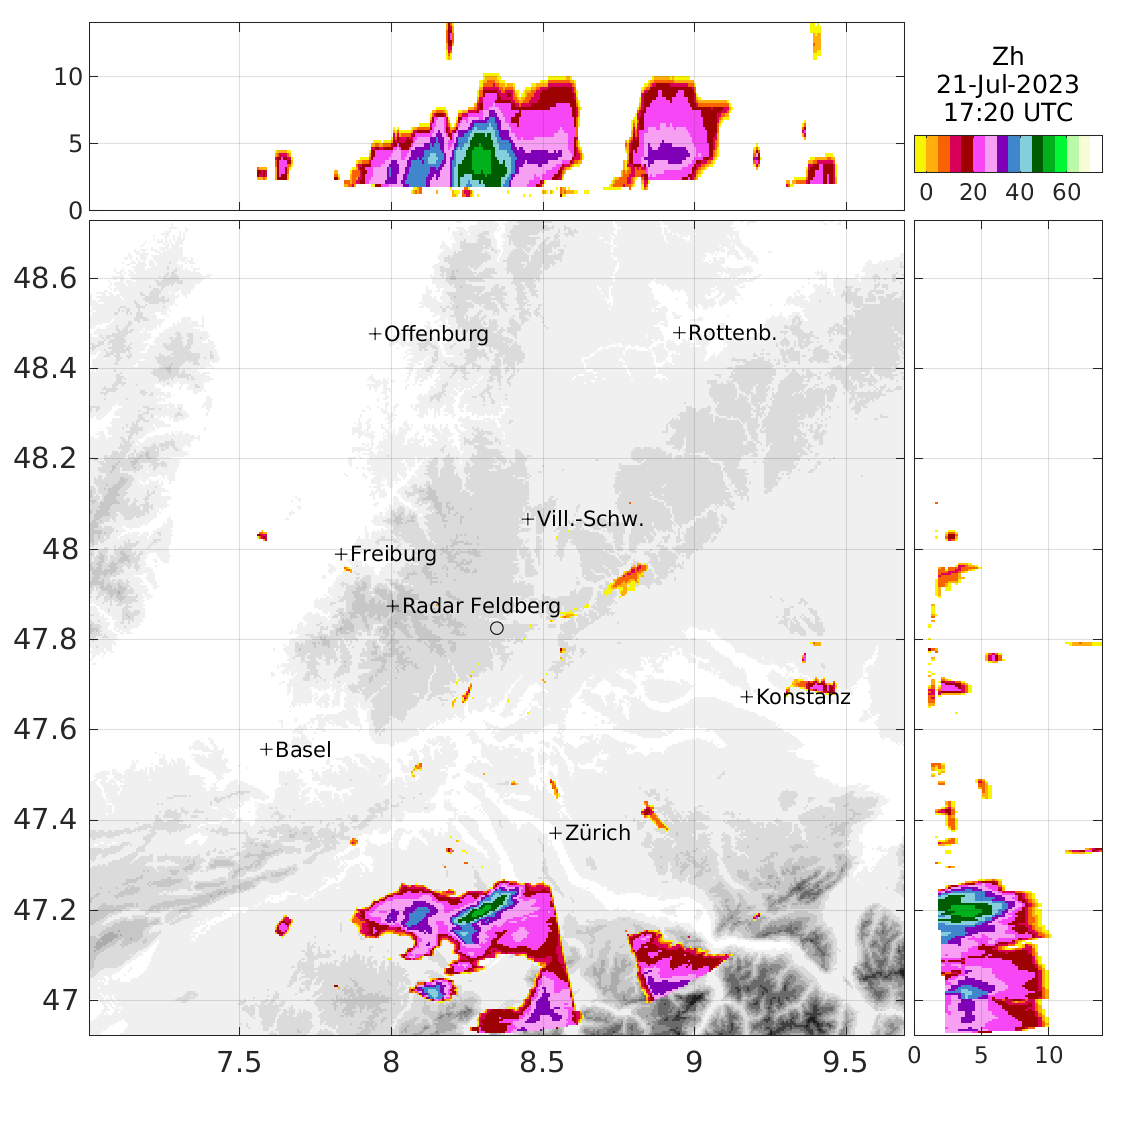 Zh
21-Jul-2023
17:20 UTC
0 20 40 60
10
5
0
48.6
48.4
48.2
48
47.8
47.6
47.4
47.2
47
+Offenburg
+Rottenb.
+Vill.-Schw.
+Freiburg
+Radar Feldberg
+Konstanz
+Basel
+Zürich
7.5 8 8.5 9 9.5
0 5 10